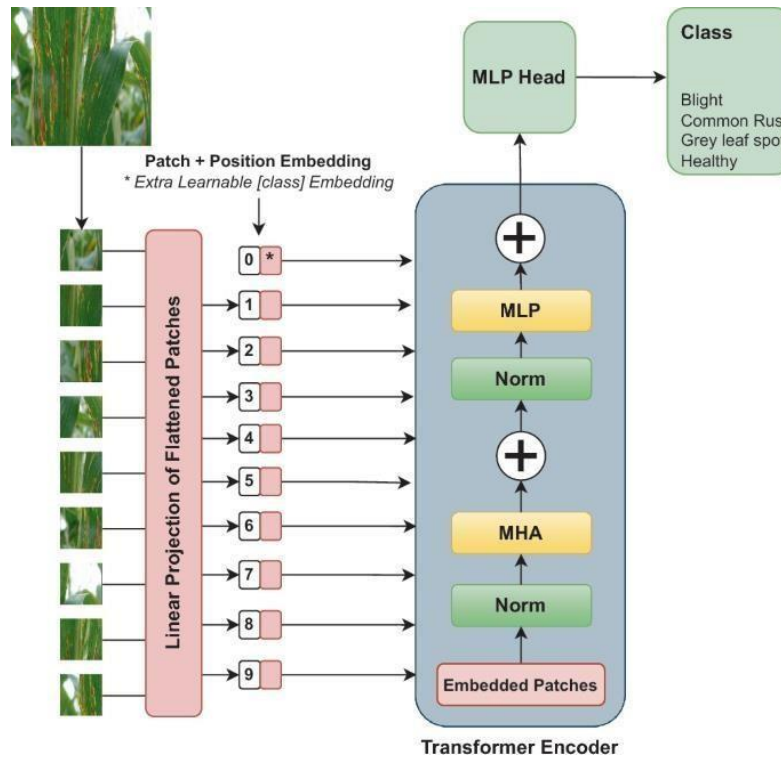 MLP Head
Class
Blight
Common Rus
Grey leaf spo
Healthy
Patch + Position Embedding
* Extra Learnable [class] Embedding
Linear Projection of Flattened Patches
0 *
1
2
3
4
5
6
7
8
9
+
MLP
Norm
+
MHA
Norm
Embedded Patches
Transformer Encoder